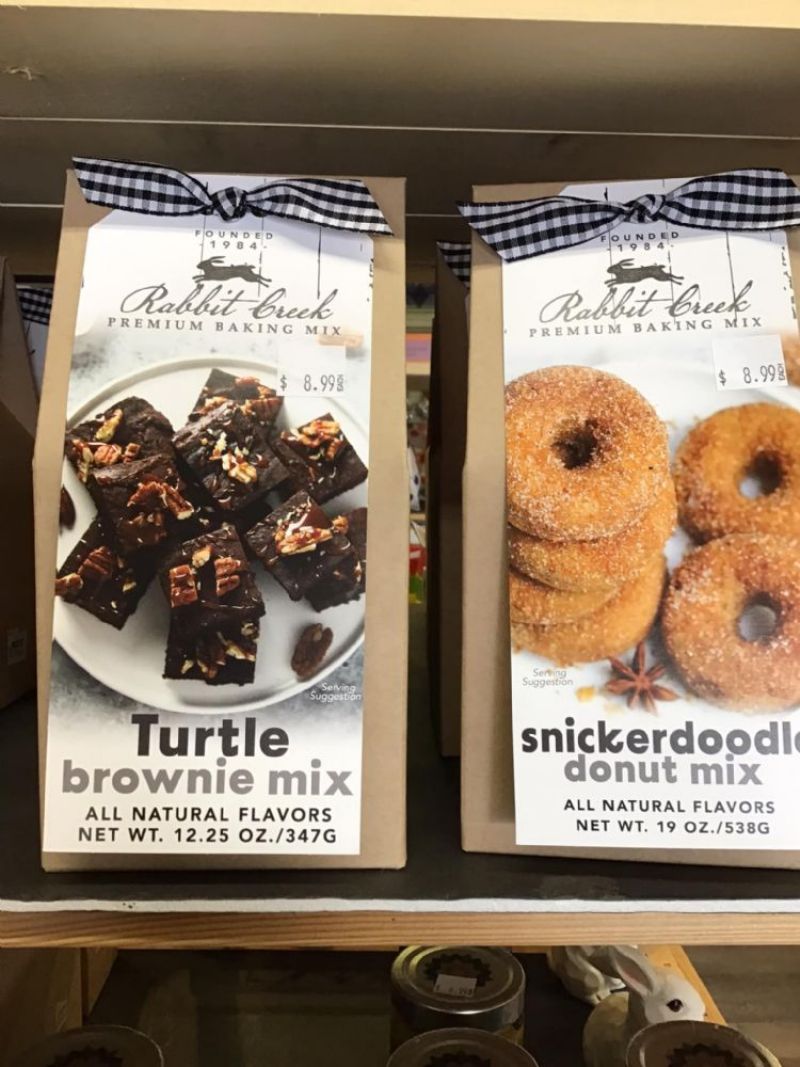 FOUNDED
1984
Rabbit Creek
PREMIUM BAKING MIX
$ 8.99 EACH
Serving
Suggestion
Turtle
brownie mix
ALL NATURAL FLAVORS
NET WT. 12.25 OZ./347G
FOUNDED
1984
Rabbit Creek
PREMIUM BAKING MIX
$ 8.99 EACH
Serving
Suggestion
snickerdoodle
donut mix
ALL NATURAL FLAVORS
NET WT. 19 OZ./538G